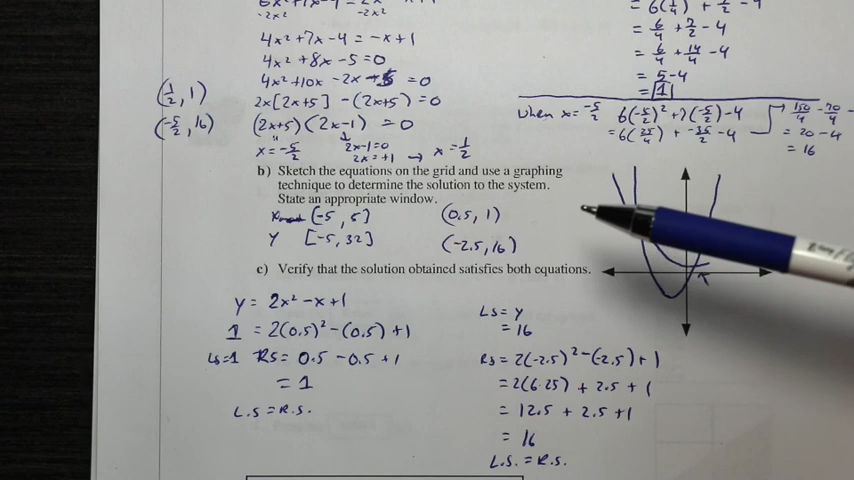 -2x² -2x²
4x² + 7x - 4 = -x + 1
4x² + 8x - 5 = 0
4x² + 10x - 2x - 5 = 0
2x[2x+5] - (2x+5) = 0
(2x+5)(2x-1) = 0
x = -5/2
2x-1=0
2x=+1 → x = 1/2
(1/2, 1)
(-5/2, 16)
= 6(1/4) + 7/2 - 4
= 6/4 + 7/2 - 4
= 6/4 + 14/4 - 4
= 5 - 4
= 1
when x = -5/2 6(-5/2)² + 7(-5/2) - 4
= 6(25/4) + -35/2 - 4
150/4 - 70/4 -
= 20 - 4
= 16
b) Sketch the equations on the grid and use a graphing
technique to determine the solution to the system.
State an appropriate window.
x [-5, 5] (0.5, 1)
Y [-5, 32] (-2.5, 16)
c) Verify that the solution obtained satisfies both equations.
y = 2x² - x + 1
1 = 2(0.5)² - (0.5) + 1
LS=1 RS = 0.5 - 0.5 + 1
= 1
L.S = R.S.
LS = y
= 16
RS = 2(-2.5)² - (-2.5) + 1
= 2(6.25) + 2.5 + 1
= 12.5 + 2.5 + 1
= 16
L.S. = R.S.